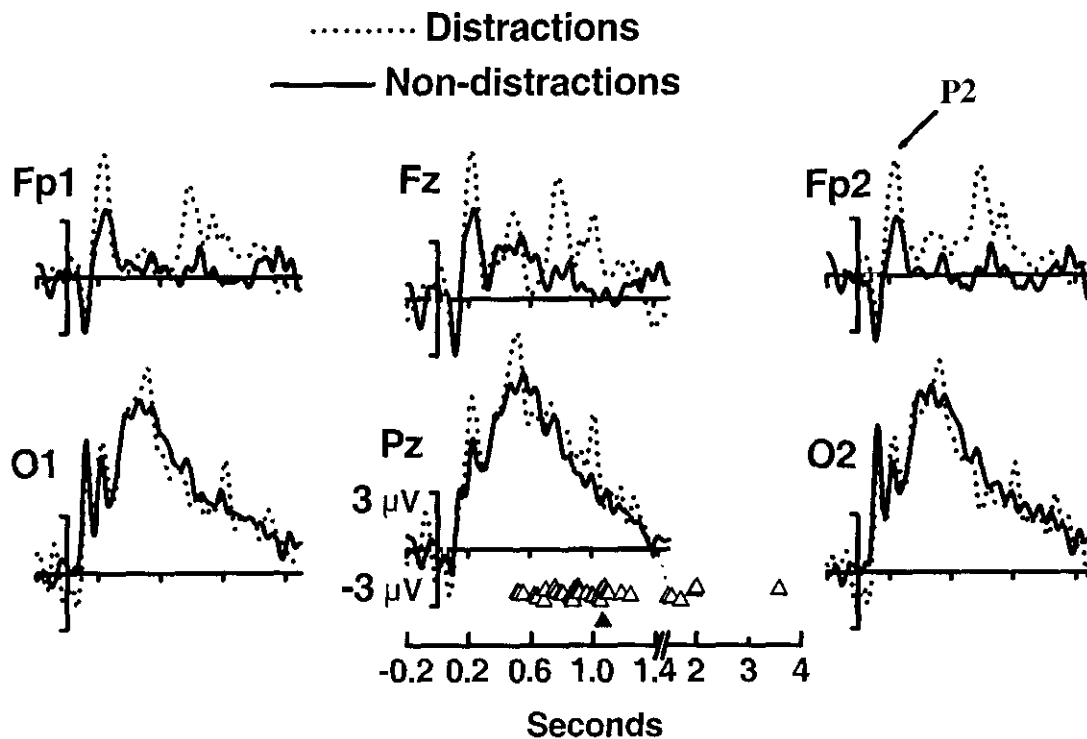 Distractions
Non-distractions
P2
Fp1
Fz
Fp2
O1
Pz
O2
3 µV
-3 µV
-0.2 0.2 0.6 1.0 1.4 2 3 4
Seconds